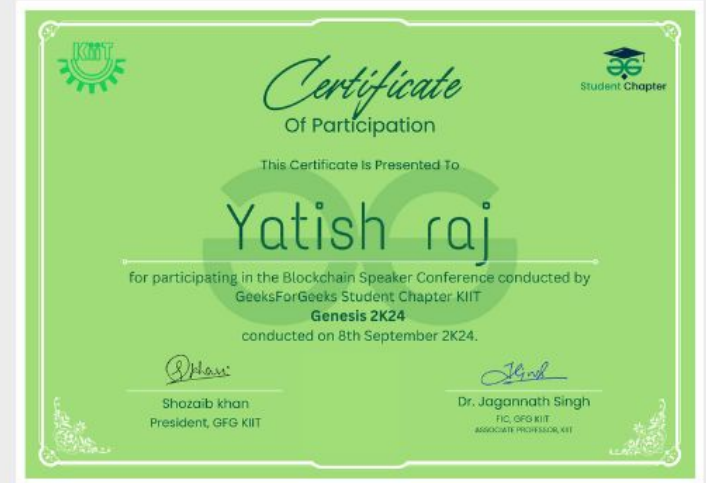 KIIT
Student Chapter
Certificate
Of Participation
This Certificate Is Presented To
Yatish raj
for participating in the Blockchain Speaker Conference conducted by
GeeksForGeeks Student Chapter KIIT
Genesis 2K24
conducted on 8th September 2K24.
Shozaib khan
President, GFG KIIT
Dr. Jagannath Singh
FIC, GFG KIIT
ASSOCIATE PROFESSOR, KIIT